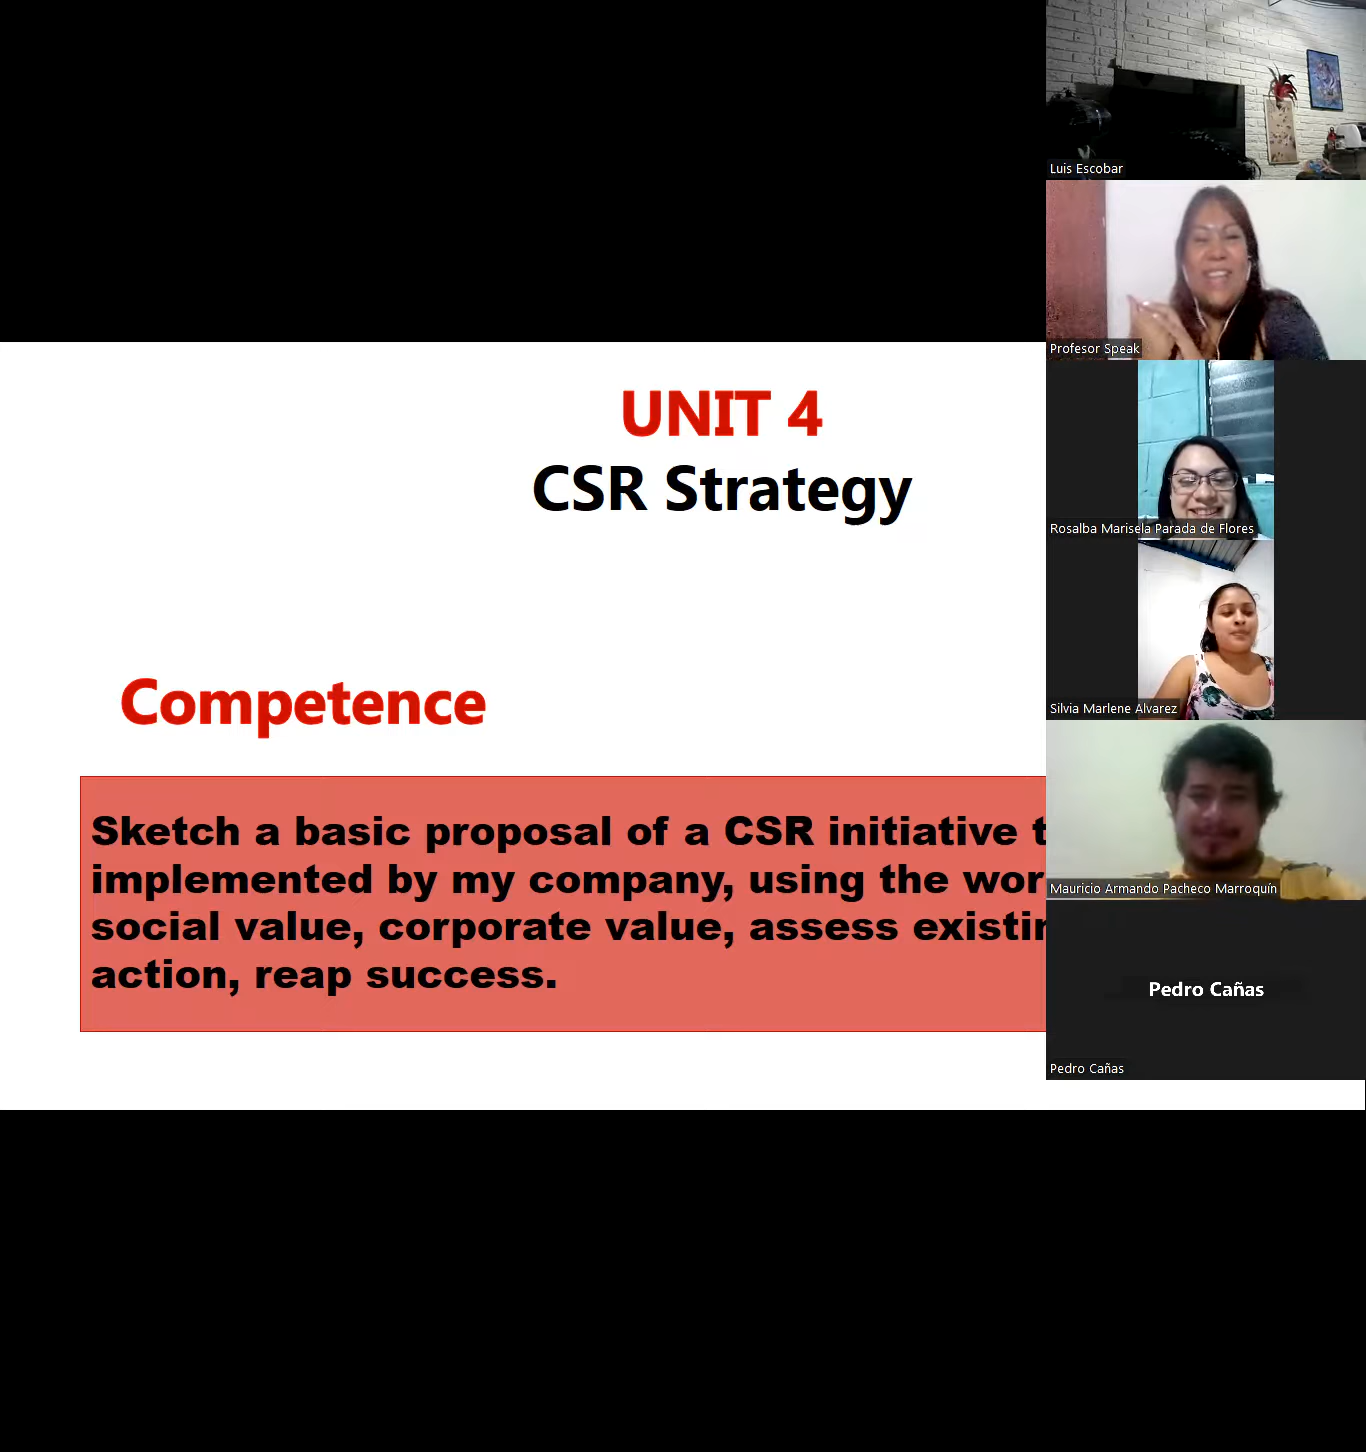 UNIT 4
CSR Strategy
Competence
Sketch a basic proposal of a CSR initiative
implemented by my company, using the
social value, corporate value, assess
action, reap success.
Luis Escobar
Profesor Speak
Rosalba Marisela Parada de Flores
Silvia Marlene Alvarez
Mauricio Armando Pacheco Marroquín
Pedro Cañas
Pedro Cañas